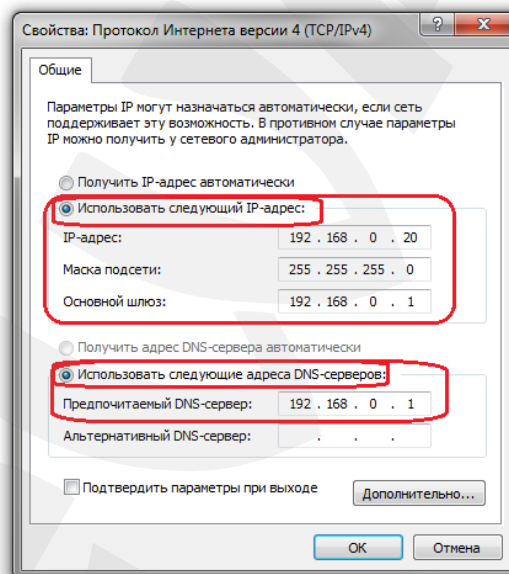 Свойства: Протокол Интернета версии 4 (TCP/IPv4)
?
X
Общие
Параметры IP могут назначаться автоматически, если сеть
поддерживает эту возможность. В противном случае параметры
IP можно получить у сетевого администратора.
Получить IP-адрес автоматически
Использовать следующий IP-адрес:
IP-адрес: 192 . 168 . 0 . 20
Маска подсети: 255 . 255 . 255 . 0
Основной шлюз: 192 . 168 . 0 . 1
Получить адрес DNS-сервера автоматически
Использовать следующие адреса DNS-серверов:
Предпочитаемый DNS-сервер: 192 . 168 . 0 . 1
Альтернативный DNS-сервер: . . .
Подтвердить параметры при выходе
Дополнительно...
ОК Отмена